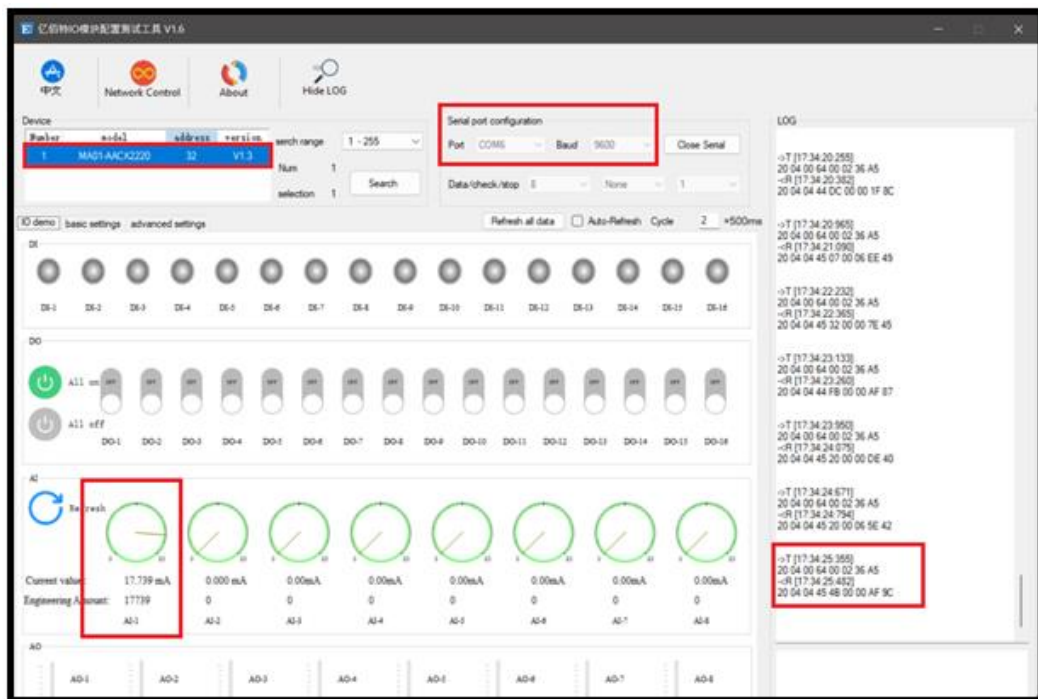 亿佰特IO模块配置测试工具 V1.6
中文
Network Control
About
Hide LOG
Device
Number model address version
1 MA01-AACX2220 32 V1.3
serch range 1 - 255
Num 1
selection 1
Search
Serial port configuration
Port COM6 Baud 9600 Close Serial
Data/check/stop 8 None 1
IO demo basic settings advanced settings
Refresh all data Auto-Refresh Cycle 2 *500ms
DI
DI-1 DI-2 DI-3 DI-4 DI-5 DI-6 DI-7 DI-8 DI-9 DI-10 DI-11 DI-12 DI-13 DI-14 DI-15 DI-16
DO
All on OFF OFF OFF OFF OFF OFF OFF OFF OFF OFF OFF OFF OFF OFF OFF OFF
All off
DO-1 DO-2 DO-3 DO-4 DO-5 DO-6 DO-7 DO-8 DO-9 DO-10 DO-11 DO-12 DO-13 DO-14 DO-15 DO-16
AI
Refresh
Current value: 17.739 mA 0.000 mA 0.00mA 0.00mA 0.00mA 0.00mA 0.00mA 0.00mA
Engineering Amount: 17739 0 0 0 0 0 0 0
AI-1 AI-2 AI-3 AI-4 AI-5 AI-6 AI-7 AI-8
AO
AO-1 AO-2 AO-3 AO-4 AO-5 AO-6 AO-7 AO-8
LOG
->T [17:34:20:255]
20 04 00 64 00 02 36 A5
-<R [17:34:20:382]
20 04 04 44 DC 00 00 1F 8C
->T [17:34:20:965]
20 04 00 64 00 02 36 A5
-<R [17:34:21:090]
20 04 04 45 07 00 06 EE 49
->T [17:34:22:232]
20 04 00 64 00 02 36 A5
-<R [17:34:22:365]
20 04 04 45 32 00 00 7E 45
->T [17:34:23:133]
20 04 00 64 00 02 36 A5
-<R [17:34:23:260]
20 04 04 44 FB 00 00 AF 87
->T [17:34:23:950]
20 04 00 64 00 02 36 A5
-<R [17:34:24:075]
20 04 04 45 20 00 00 DE 40
->T [17:34:24:671]
20 04 00 64 00 02 36 A5
-<R [17:34:24:794]
20 04 04 45 20 00 06 5E 42
->T [17:34:25:355]
20 04 00 64 00 02 36 A5
-<R [17:34:25:482]
20 04 04 45 4B 00 00 AF 9C